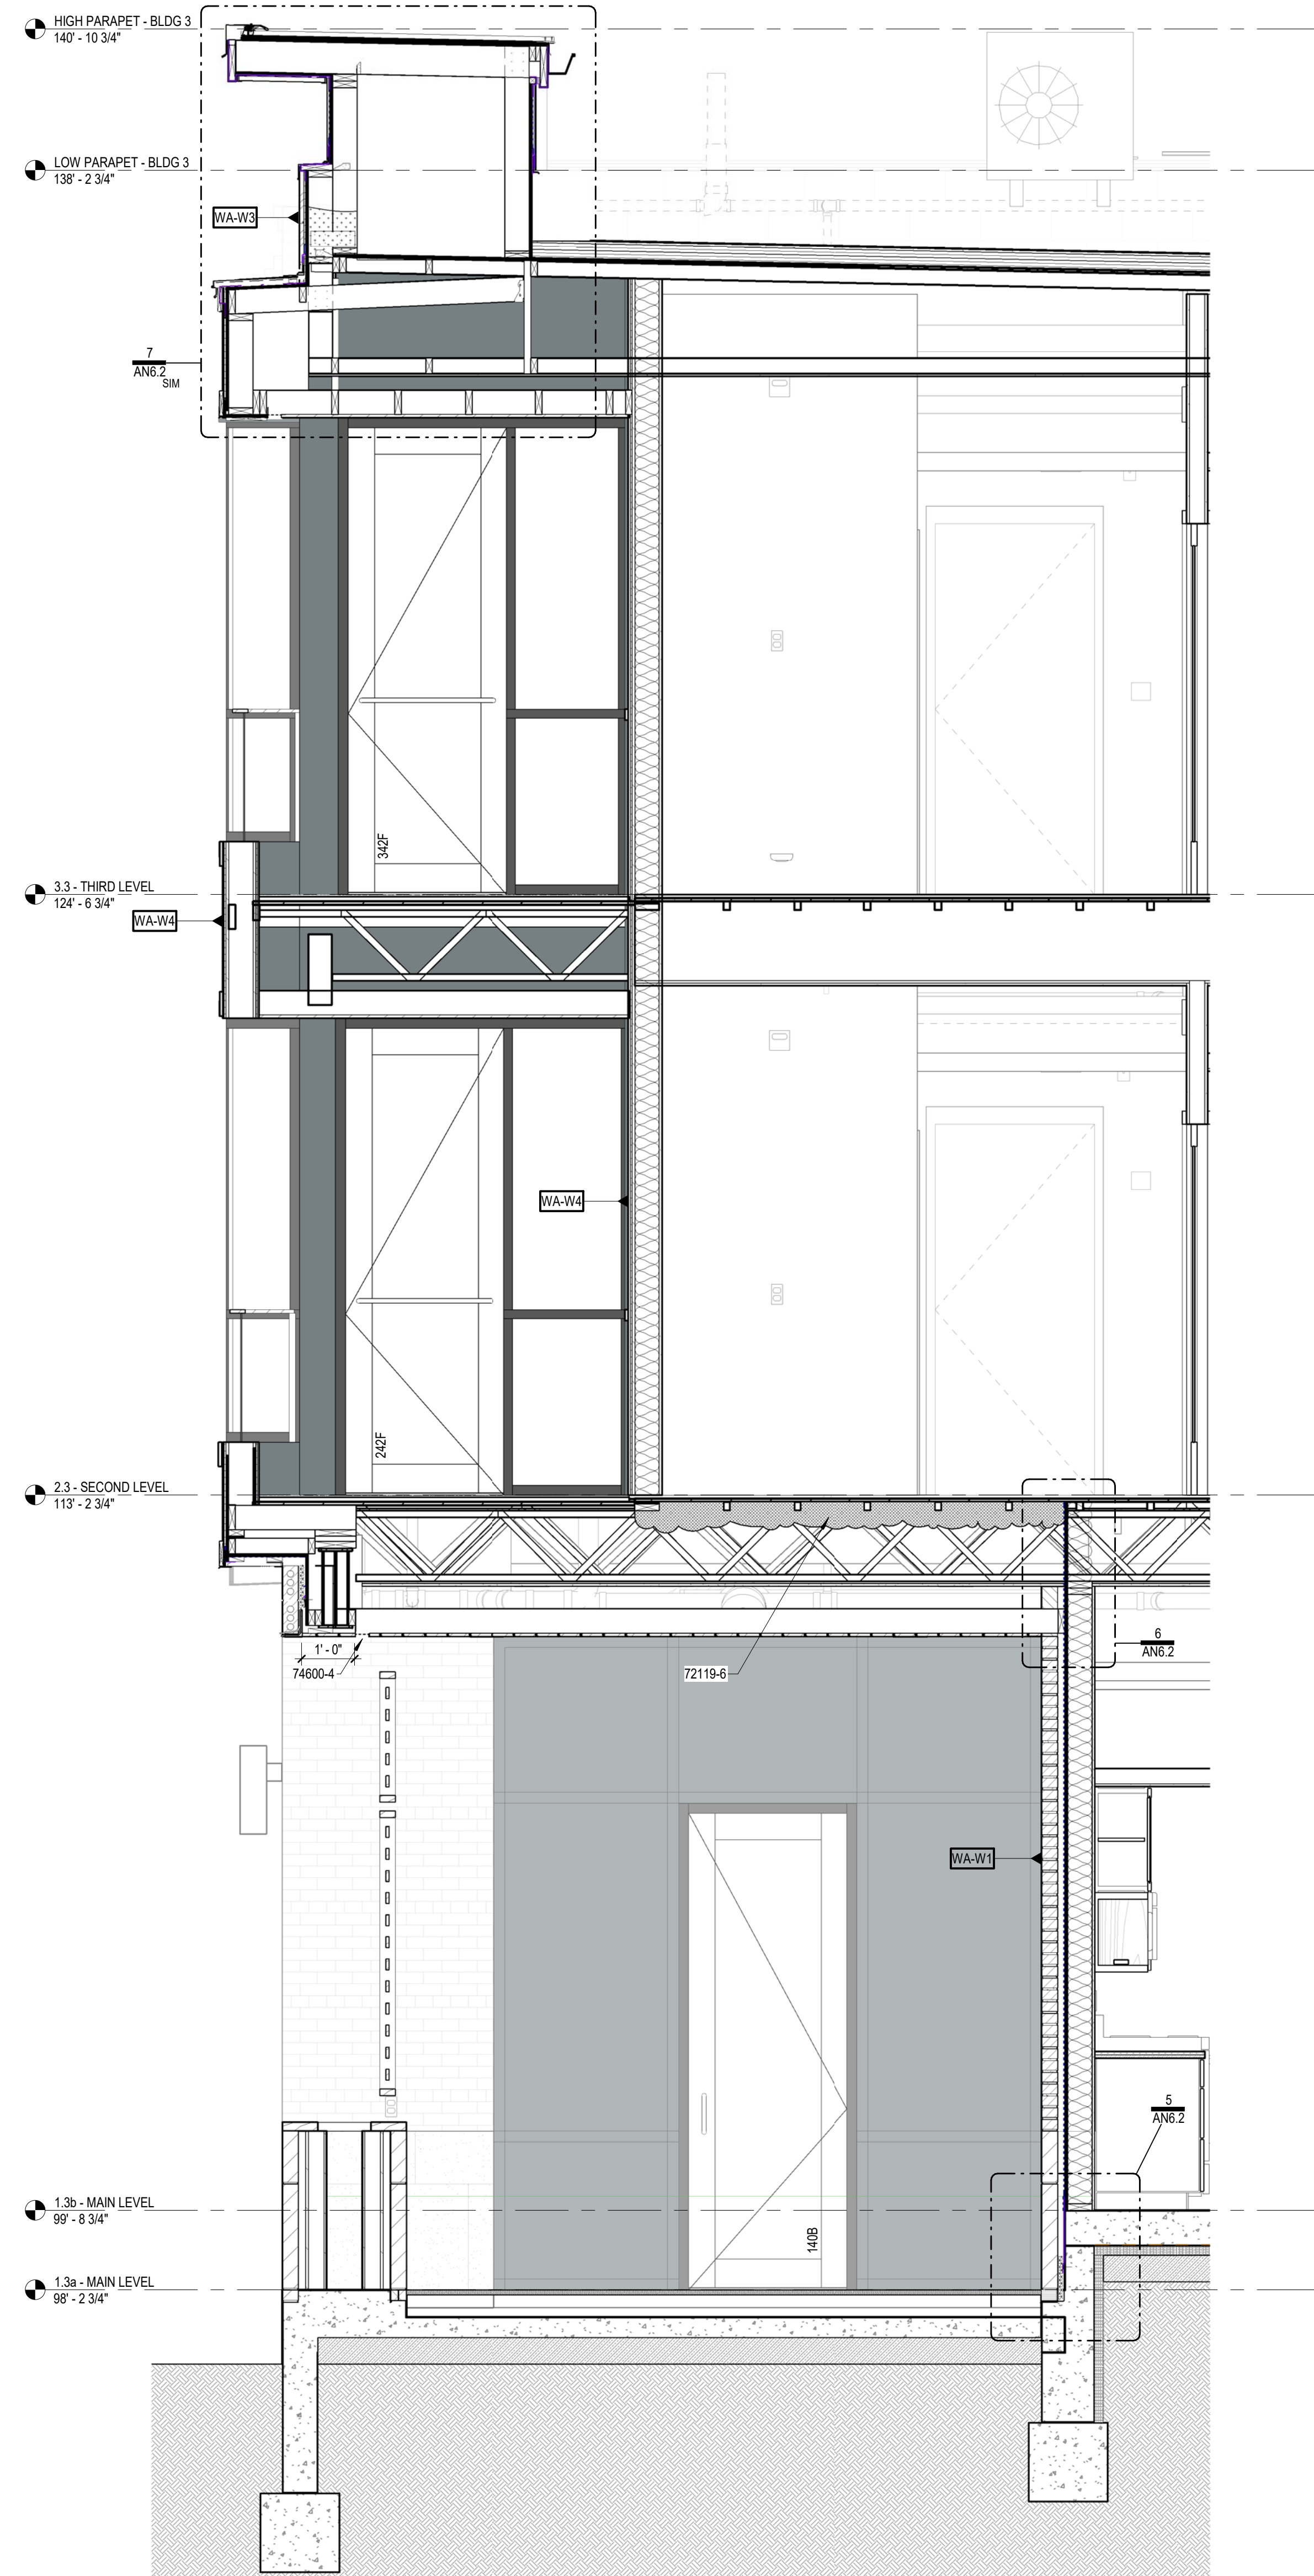 HIGH PARAPET - BLDG 3
140' - 10 3/4"
LOW PARAPET - BLDG 3
138' - 2 3/4"
WA-W3
7
AN6.2
SIM
342F
3.3 - THIRD LEVEL
124' - 6 3/4"
WA-W4
WA-W4
242F
2.3 - SECOND LEVEL
113' - 2 3/4"
1' - 0"
74600-4
72119-6
6
AN6.2
WA-W1
5
AN6.2
1.3b - MAIN LEVEL
99' - 8 3/4"
140B
1.3a - MAIN LEVEL
98' - 2 3/4"